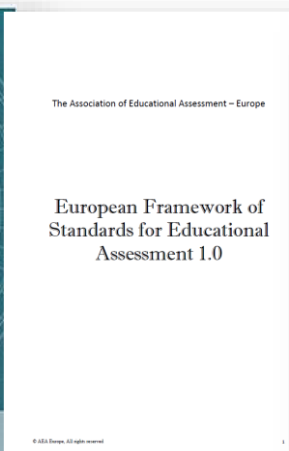 The Association of Educational Assessment – Europe
European Framework of
Standards for Educational
Assessment 1.0
© AEA Europe, All rights reserved
1